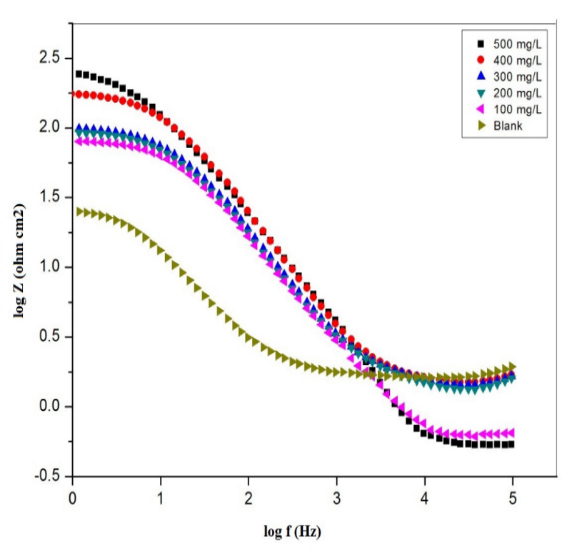 500 mg/L
400 mg/L
300 mg/L
200 mg/L
100 mg/L
Blank
2.5
2.0
1.5
1.0
0.5
0.0
-0.5
log Z (ohm cm2)
0 1 2 3 4 5
log f (Hz)